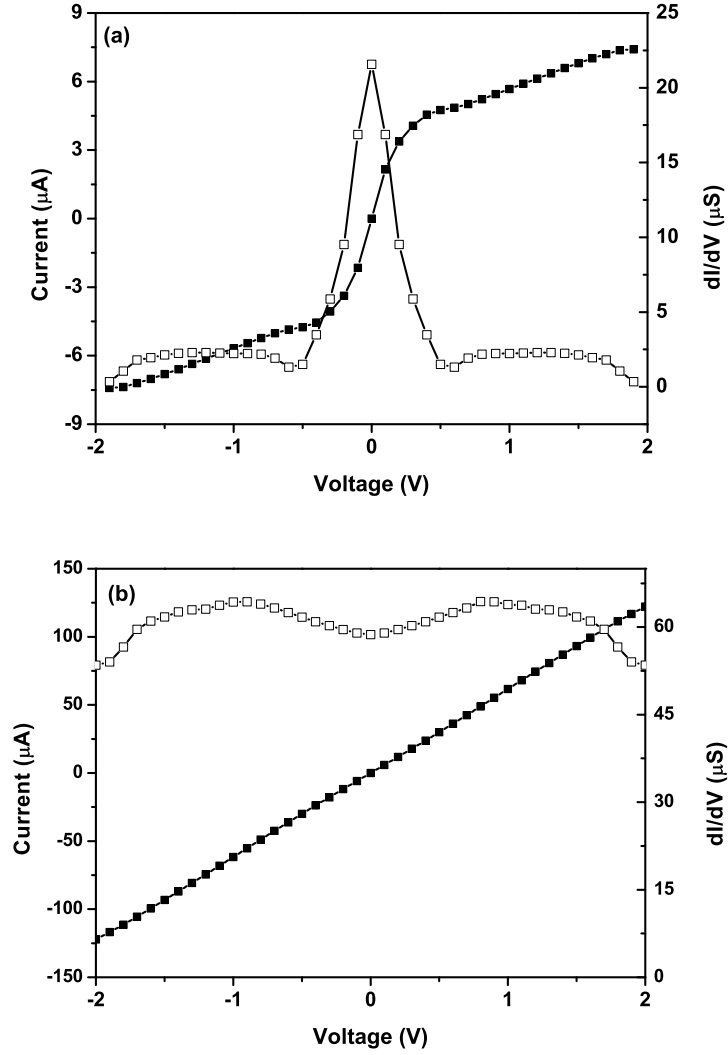 (a)
9
6
3
0
-3
-6
-9
Current (μA)
25
20
15
10
5
0
dI/dV (μS)
-2 -1 0 1 2
Voltage (V)
(b)
150
100
50
0
-50
-100
-150
Current (μA)
60
45
30
15
0
dI/dV (μS)
-2 -1 0 1 2
Voltage (V)